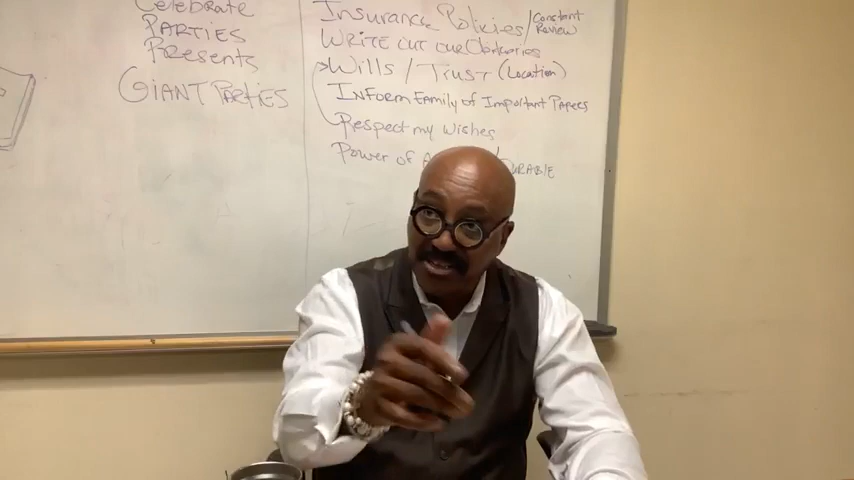 Celebrate
PARTIES
Presents
GIANT PARTIES
Insurance Policies/Constant Review
WRITE OUT OUR Obituaries
>Wills / TRUST (Location)
INFORM Family of Important Papers
Respect my Wishes
Power of